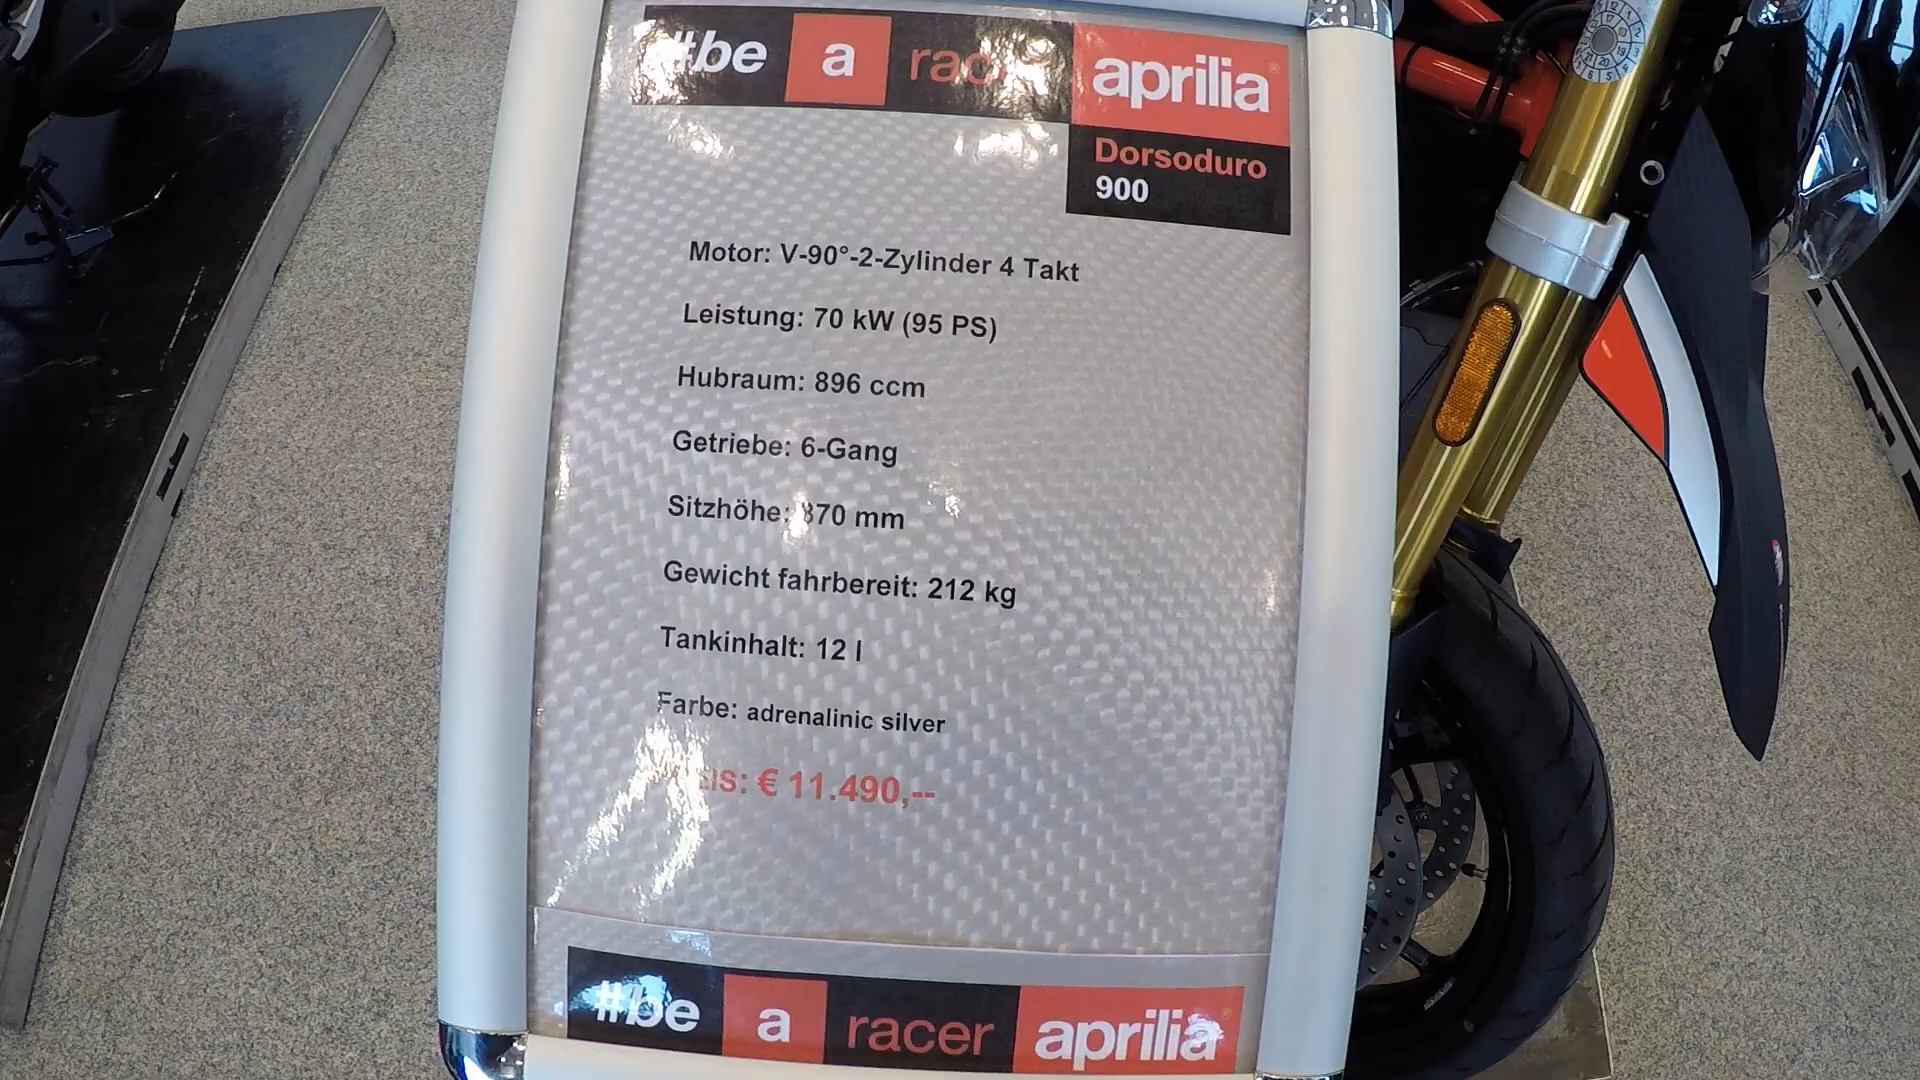 #be a racer aprilia
Dorsoduro
900
Motor: V-90°-2-Zylinder 4 Takt
Leistung: 70 kW (95 PS)
Hubraum: 896 ccm
Getriebe: 6-Gang
Sitzhöhe: 870 mm
Gewicht fahrbereit: 212 kg
Tankinhalt: 12 l
Farbe: adrenalinic silver
PREIS: € 11.490,--
#be a racer aprilia